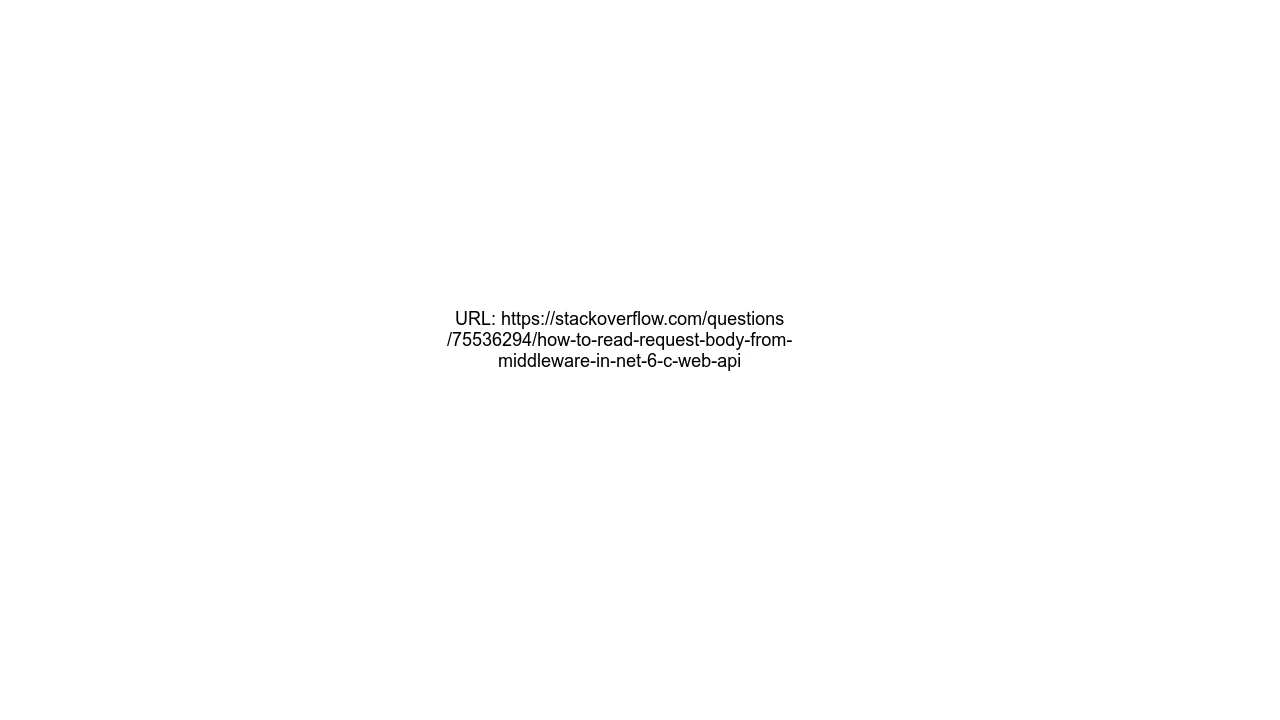 URL: https://stackoverflow.com/questions
/75536294/how-to-read-request-body-from-
middleware-in-net-6-c-web-api